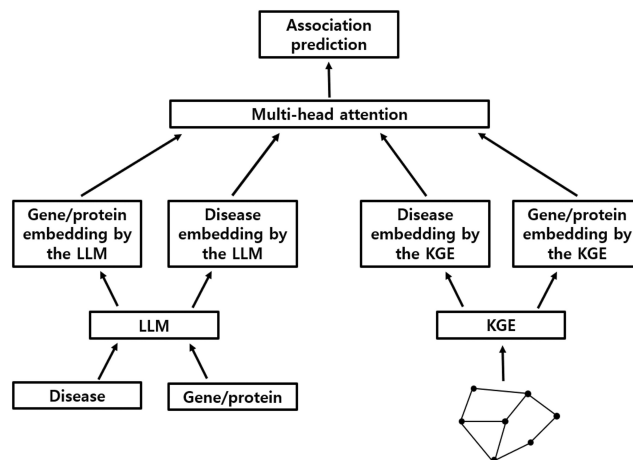 Association
prediction
Multi-head attention
Gene/protein
embedding by
the LLM
Disease
embedding by
the LLM
Disease
embedding by
the KGE
Gene/protein
embedding by
the KGE
LLM
KGE
Disease
Gene/protein